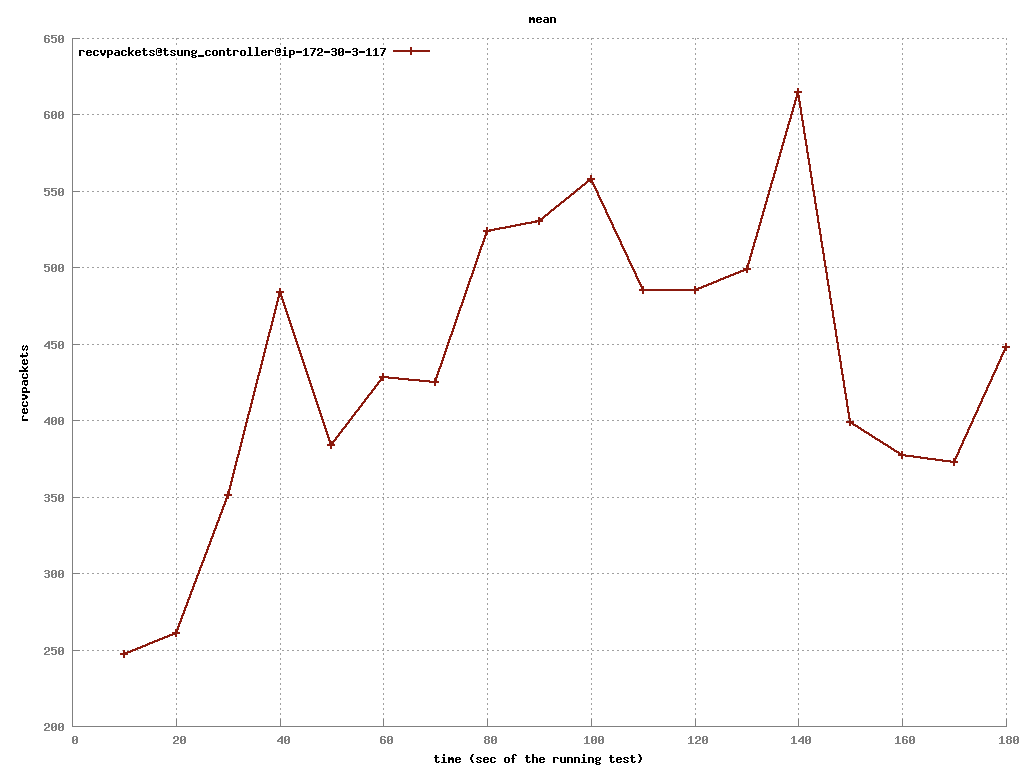 mean
650
recvpackets@tsung_controller@ip-172-30-3-117
600
550
500
450
400
350
300
250
200
recvpackets
0 20 40 60 80 100 120 140 160 180
time (sec of the running test)